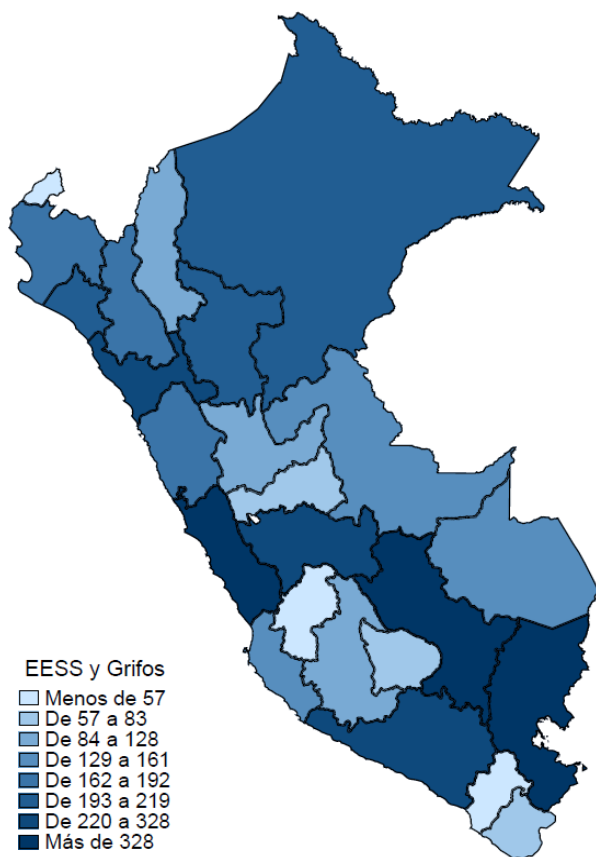 EESS y Grifos
Menos de 57
De 57 a 83
De 84 a 128
De 129 a 161
De 162 a 192
De 193 a 219
De 220 a 328
Más de 328